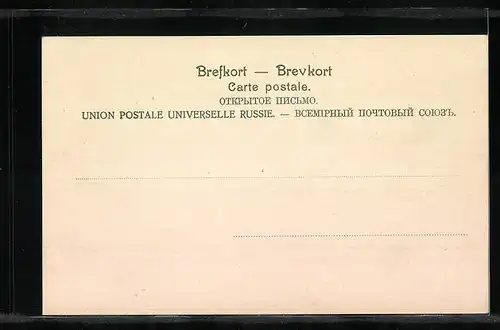 Brefkort — Brevkort
Carte postale.
ОТКРЫТОЕ ПИСЬМО.
UNION POSTALE UNIVERSELLE RUSSIE. — ВСЕМІРНЫЙ ПОЧТОВЫЙ СОЮЗЪ.